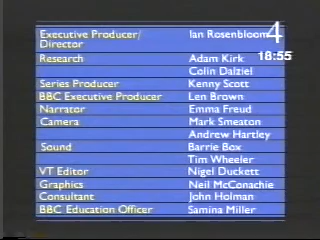 Executive Producer/ Ian Rosenbloom 4
Director
18:55
Research Adam Kirk
Colin Dalziel
Series Producer Kenny Scott
BBC Executive Producer Len Brown
Narrator Emma Freud
Camera Mark Smeaton
Andrew Hartley
Sound Barrie Box
Tim Wheeler
VT Editor Nigel Duckett
Graphics Neil McConachie
Consultant John Holman
BBC Education Officer Samina Miller